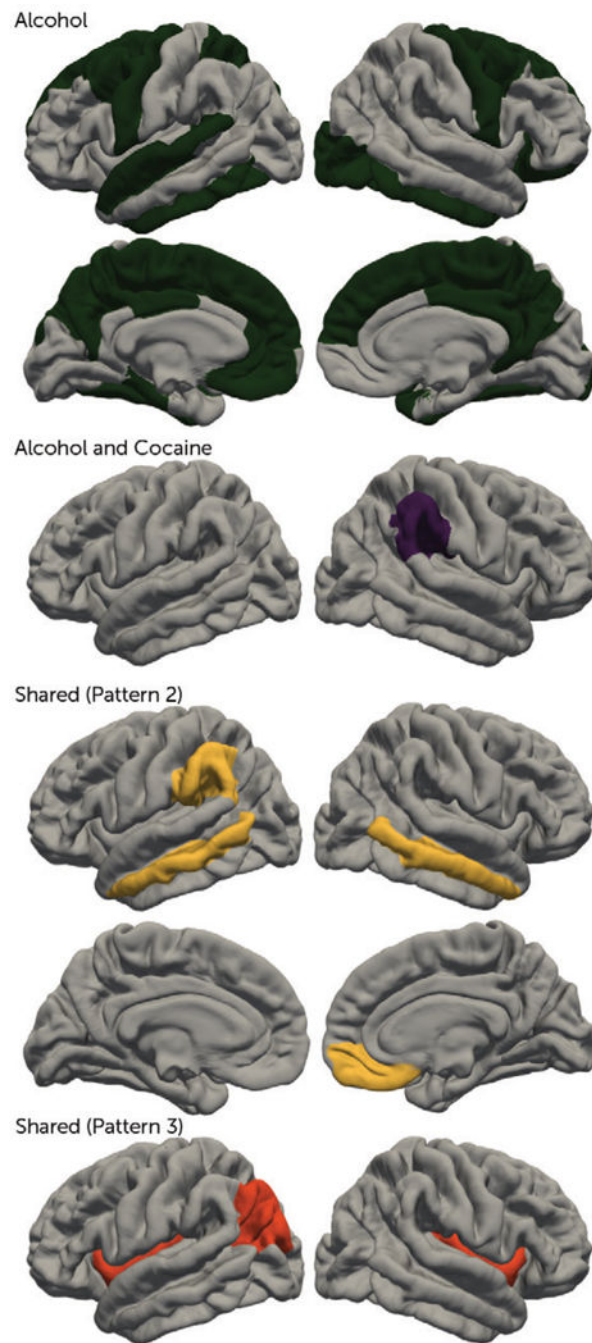 Alcohol
Alcohol and Cocaine
Shared (Pattern 2)
Shared (Pattern 3)